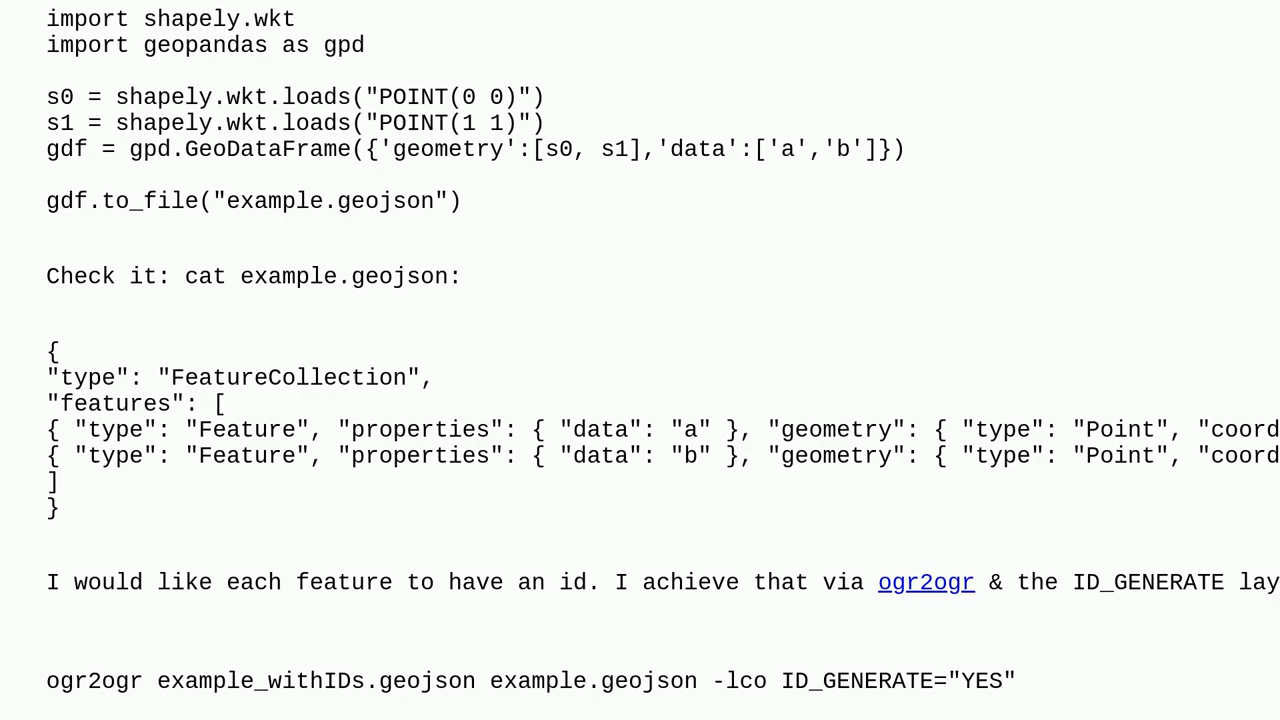 import shapely.wkt
import geopandas as gpd
s0 = shapely.wkt.loads("POINT(0 0)")
s1 = shapely.wkt.loads("POINT(1 1)")
gdf = gpd.GeoDataFrame({'geometry':[s0, s1],'data':['a','b']})
gdf.to_file("example.geojson")
Check it: cat example.geojson:
{
"type": "FeatureCollection",
"features": [
{ "type": "Feature", "properties": { "data": "a" }, "geometry": { "type": "Point", "coord
{ "type": "Feature", "properties": { "data": "b" }, "geometry": { "type": "Point", "coord
]
}
I would like each feature to have an id. I achieve that via ogr2ogr & the ID_GENERATE lay
ogr2ogr example_withIDs.geojson example.geojson -lco ID_GENERATE="YES"